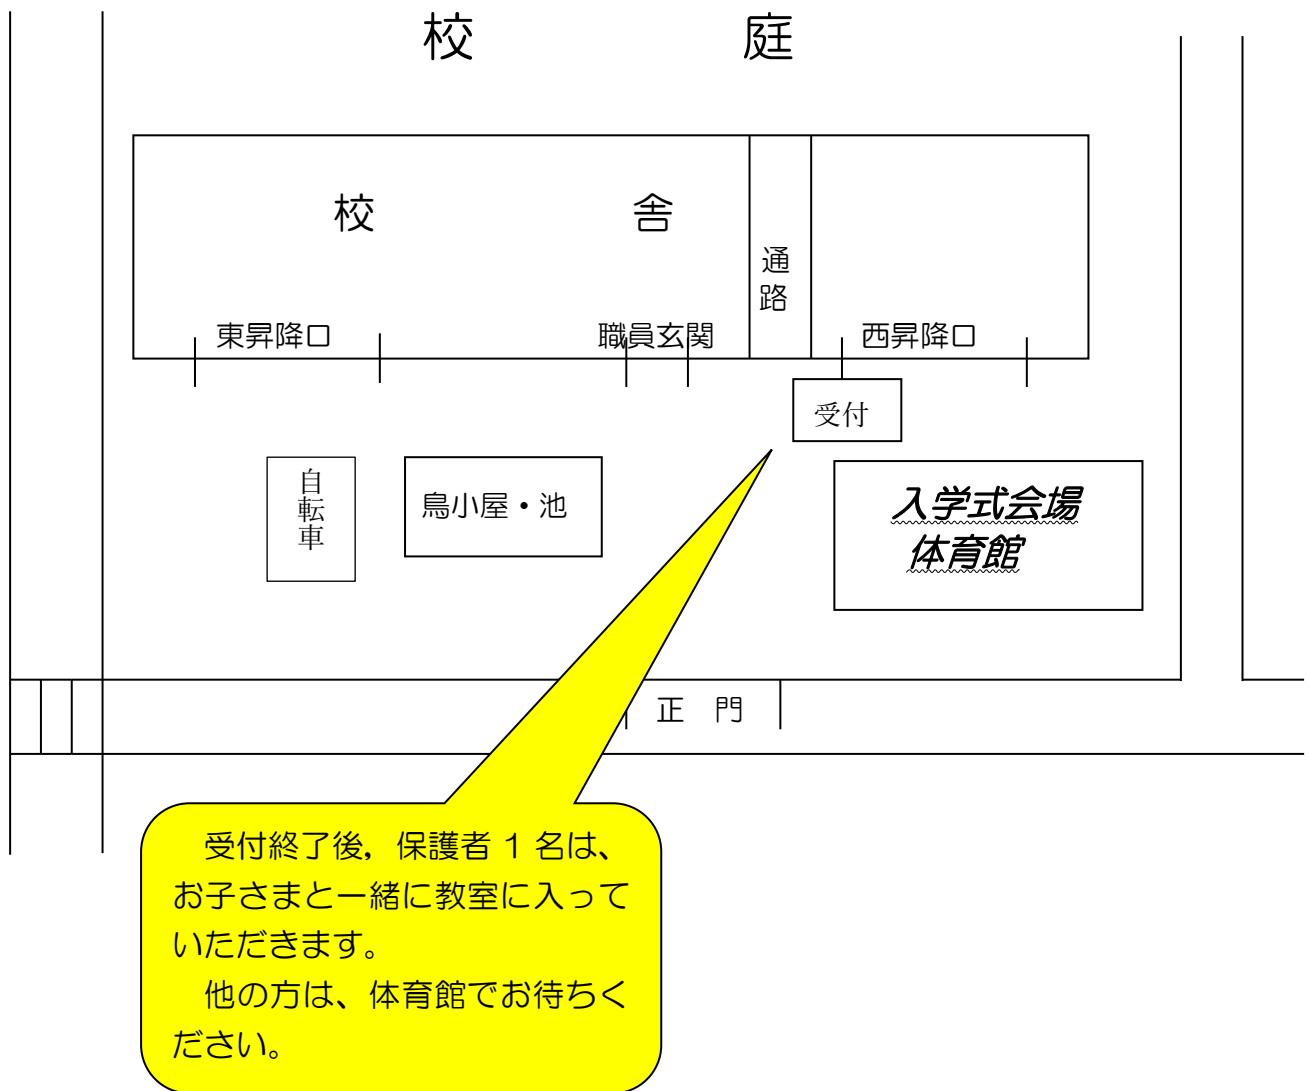 校　庭
校　舎
通
路
東昇降口
職員玄関
西昇降口
受付
自
転
車
鳥小屋・池
入学式会場
体育館
正　門
　受付終了後，保護者 1 名は、
お子さまと一緒に教室に入って
いただきます。
　他の方は、体育館でお待ちく
ださい。